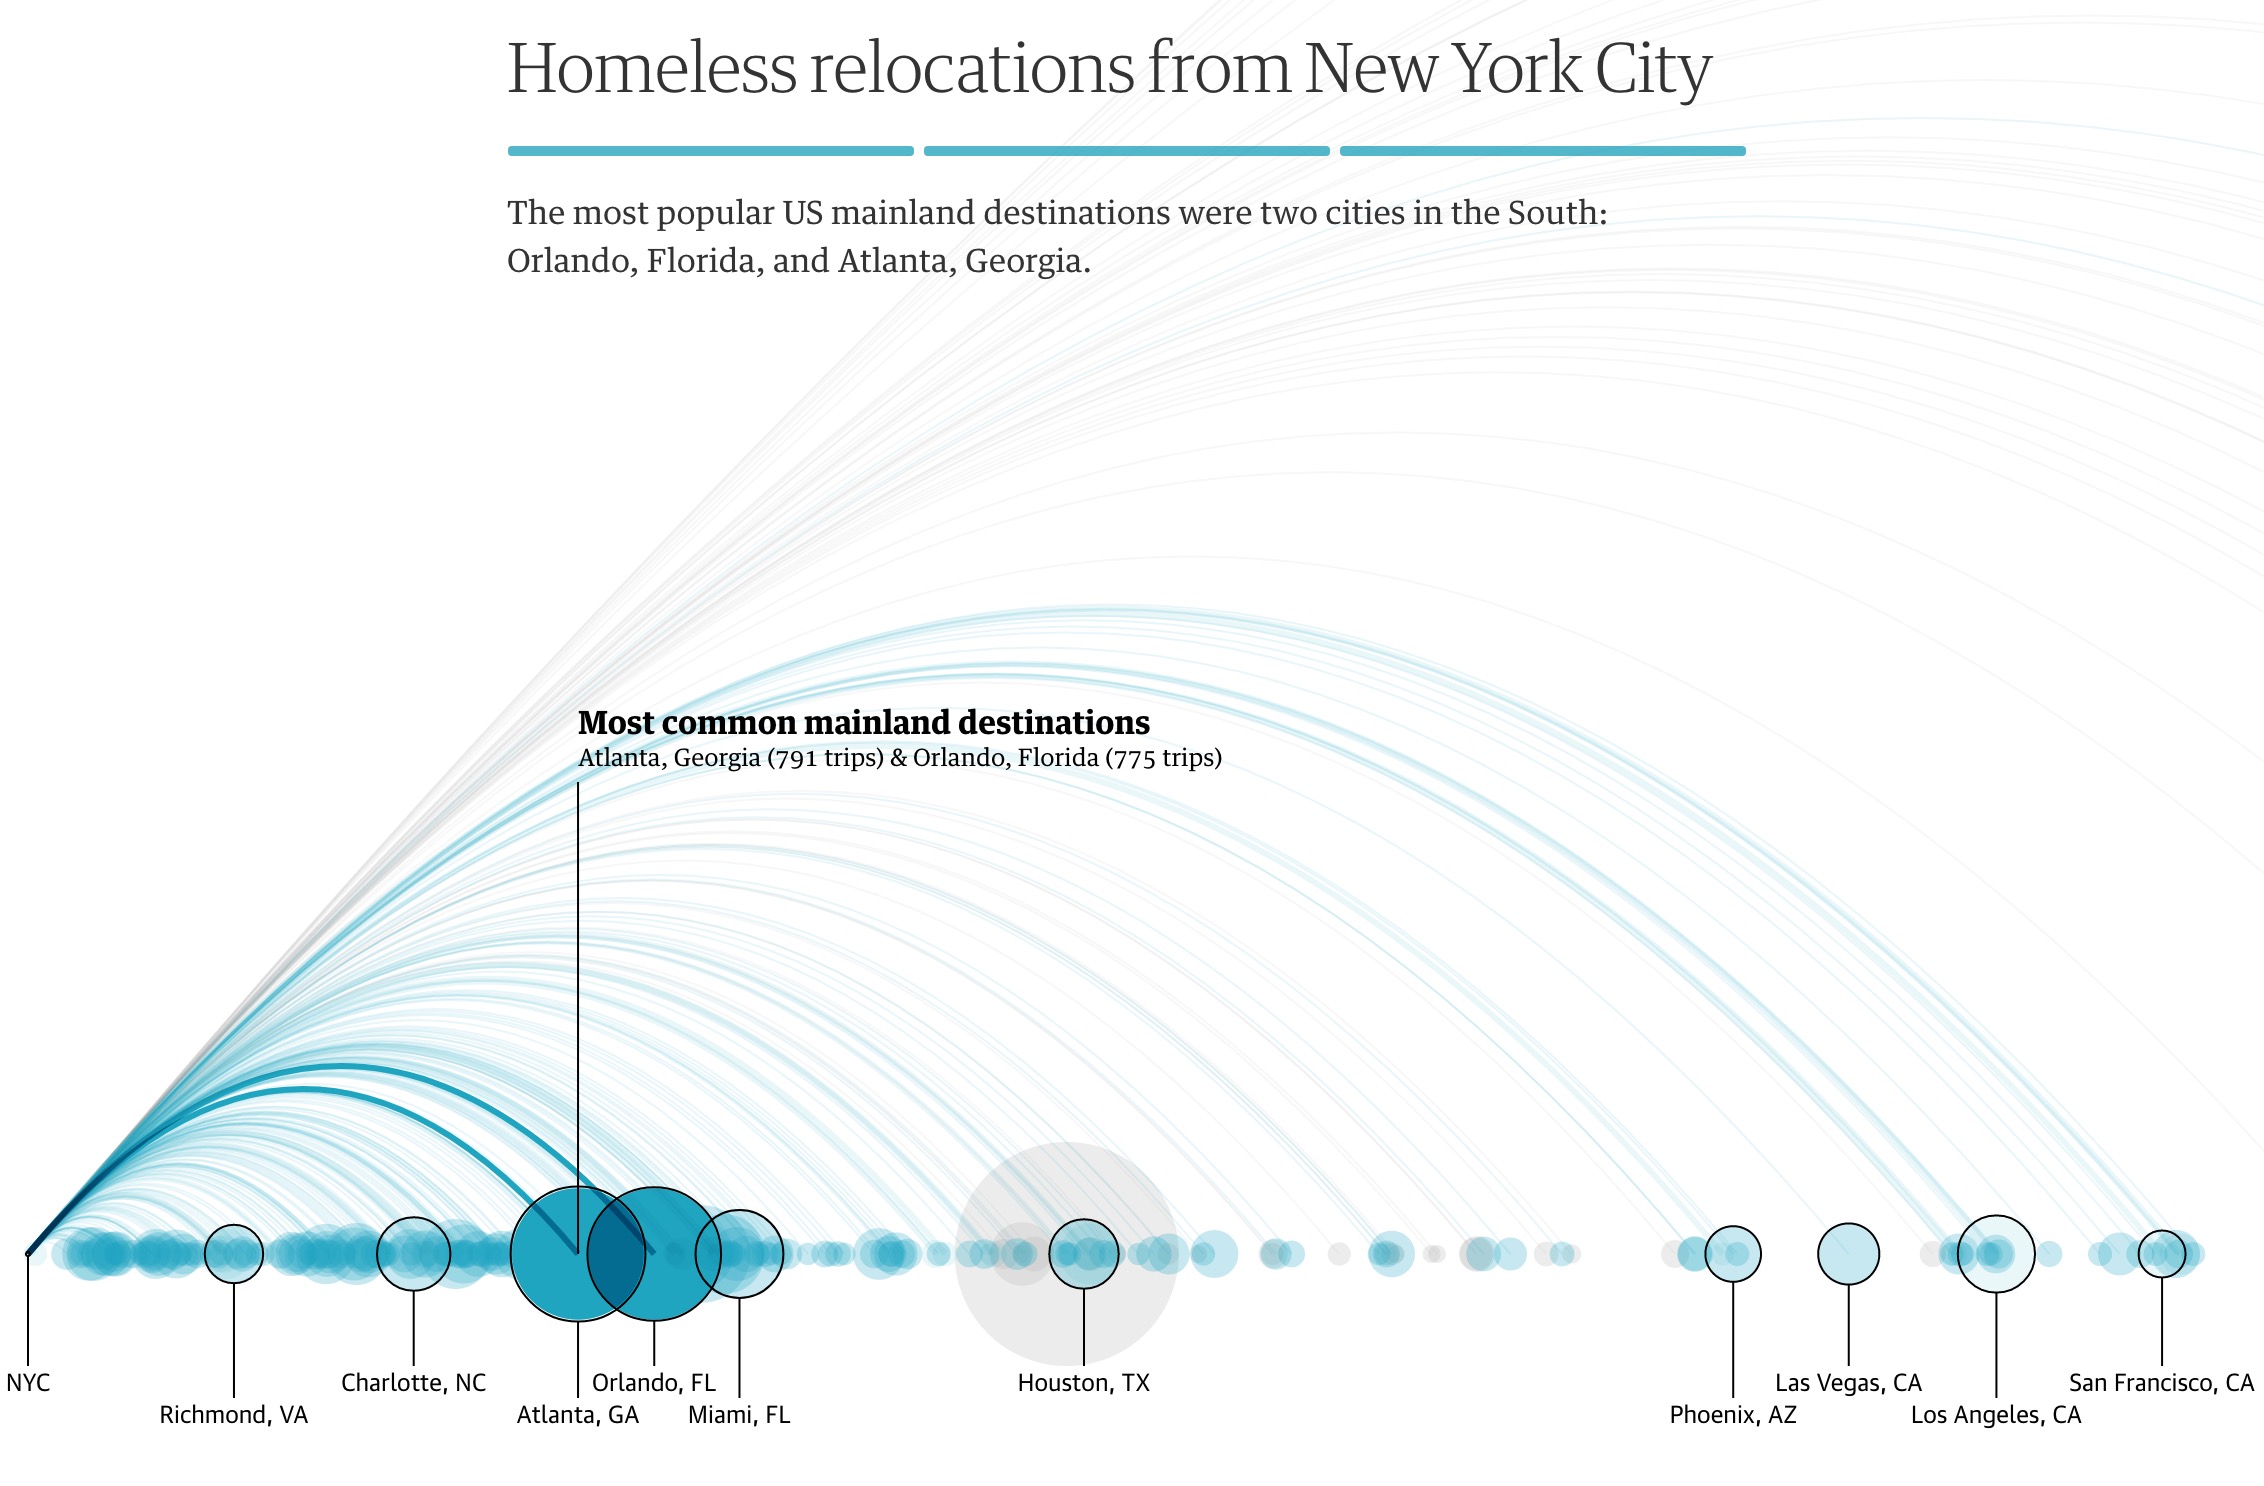 Homeless relocations from New York City
The most popular US mainland destinations were two cities in the South:
Orlando, Florida, and Atlanta, Georgia.
Most common mainland destinations
Atlanta, Georgia (791 trips) & Orlando, Florida (775 trips)
NYC
Richmond, VA
Charlotte, NC
Atlanta, GA
Orlando, FL
Miami, FL
Houston, TX
Phoenix, AZ
Las Vegas, CA
Los Angeles, CA
San Francisco, CA